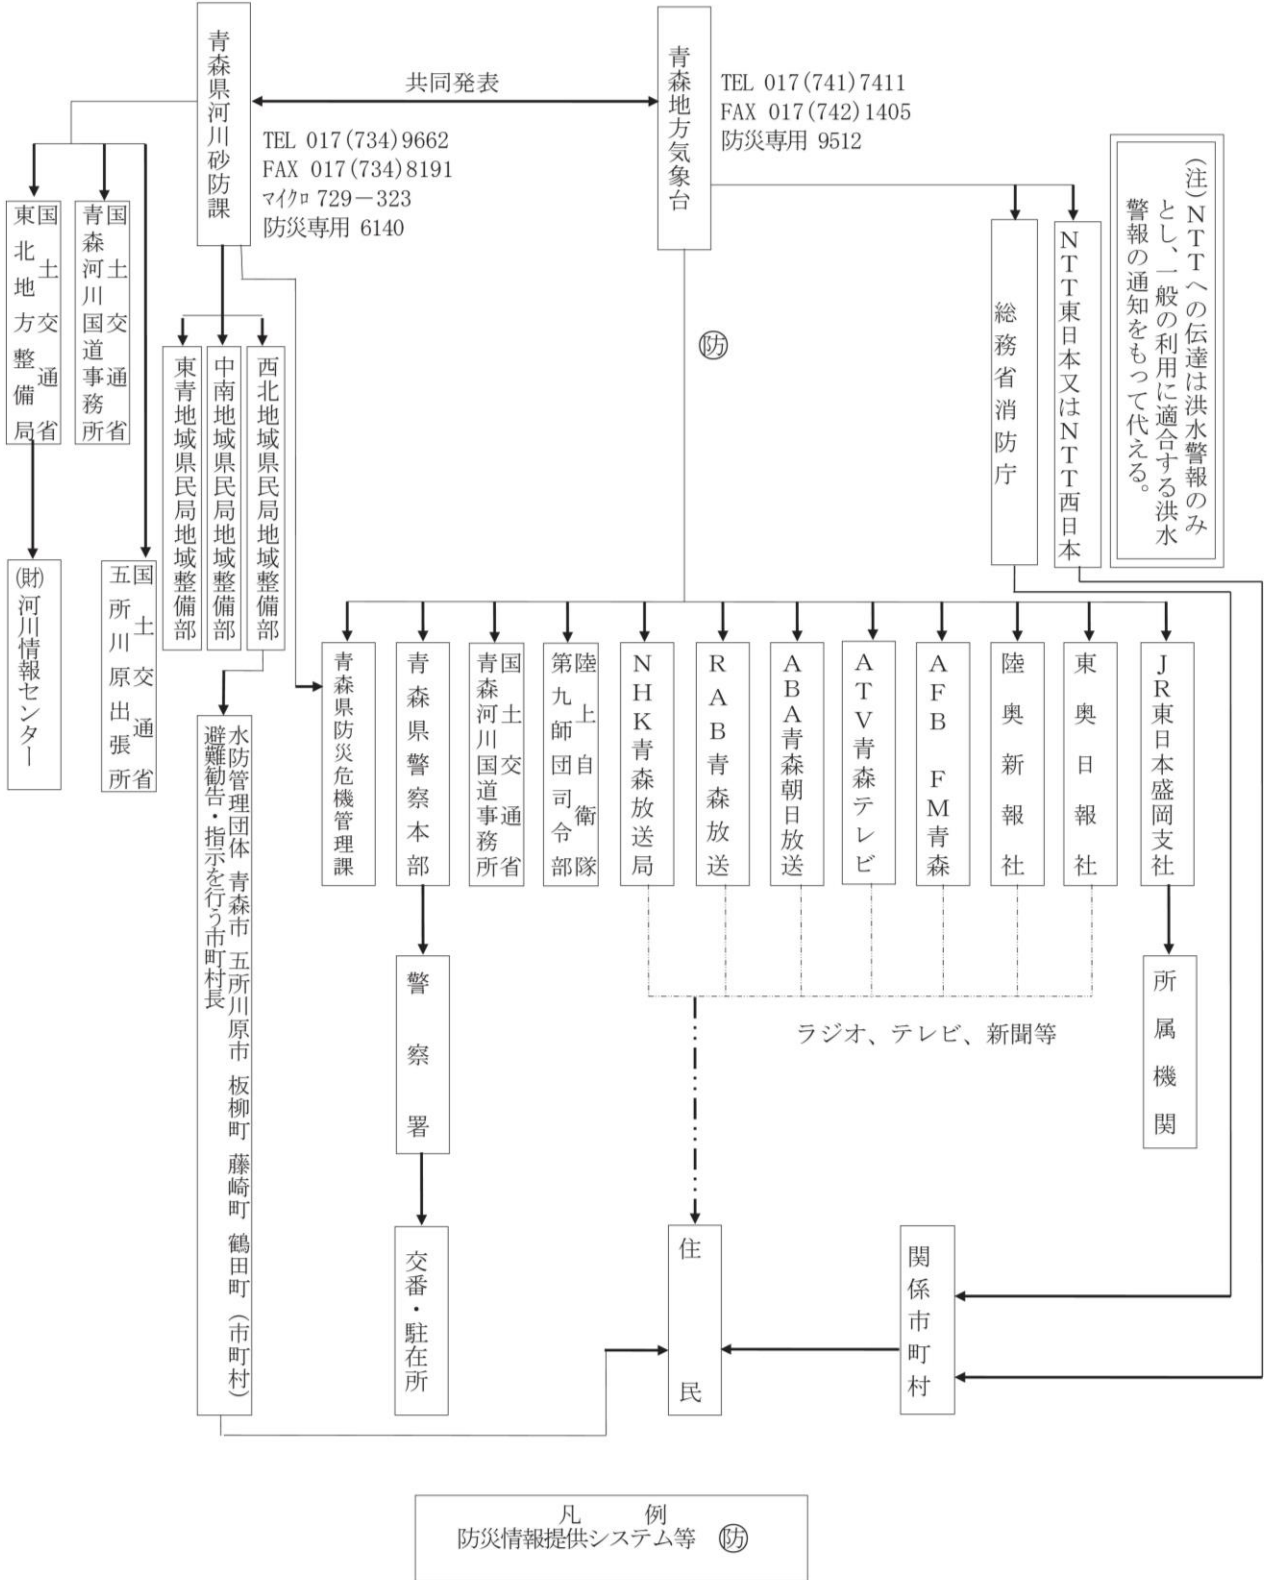 青森県河川砂防課
共同発表
青森地方気象台
TEL 017(741)7411
FAX 017(742)1405
防災専用 9512
TEL 017(734)9662
FAX 017(734)8191
ﾏｲｸﾛ 729－323
防災専用 6140
(注)NTTへの伝達は洪水警報のみ
とし、一般の利用に適合する洪水
警報の通知をもって代える。
国土交通省
東北地方整備局
国土交通省
青森河川国道事務所
防
総務省消防庁
NTT東日本又はNTT西日本
東青地域県民局地域整備部
中南地域県民局地域整備部
西北地域県民局地域整備部
(財)河川情報センター
国土交通省
五所川原出張所
青森県防災危機管理課
青森県警察本部
国土交通省
青森河川国道事務所
陸上自衛隊
第九師団司令部
NHK青森放送局
RAB青森放送
ABA青森朝日放送
ATV青森テレビ
AFB FM青森
陸奥新報社
東奥日報社
JR東日本盛岡支社
水防管理団体 青森市 五所川原市 板柳町 藤崎町 鶴田町 (市町村)
避難勧告・指示を行う市町村長
警察署
所属機関
ラジオ、テレビ、新聞等
交番・駐在所
住民
関係市町村
凡 例
防災情報提供システム等 防